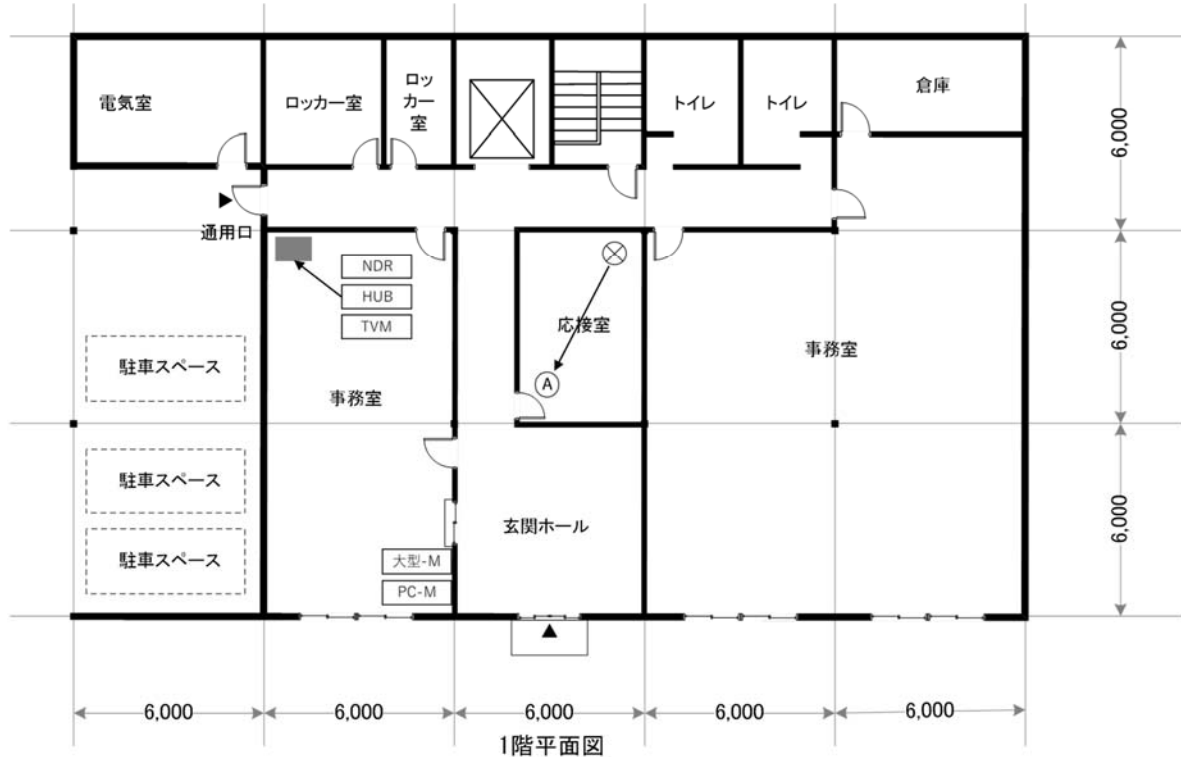 電気室
ロッカー室
ロッ
カー
室
トイレ
トイレ
倉庫
6,000
通用口
NDR
HUB
TVM
応接室
A
事務室
6,000
駐車スペース
事務室
駐車スペース
玄関ホール
6,000
駐車スペース
大型-M
PC-M
6,000
6,000
6,000
6,000
6,000
1階平面図